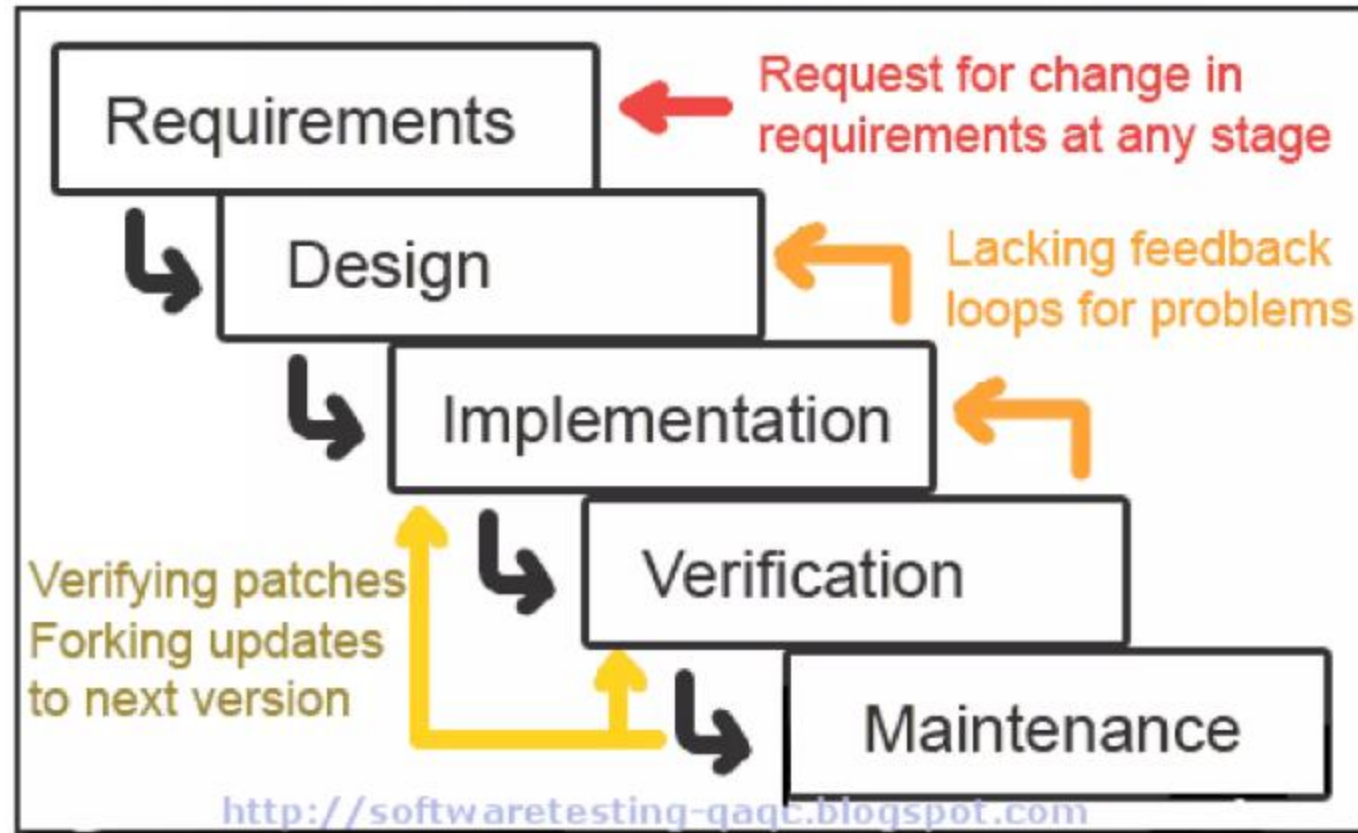 Requirements
Request for change in
requirements at any stage
Design
Lacking feedback
loops for problems
Implementation
Verification
Verifying patches
Forking updates
to next version
Maintenance
http://softwaretesting-qaqc.blogspot.com